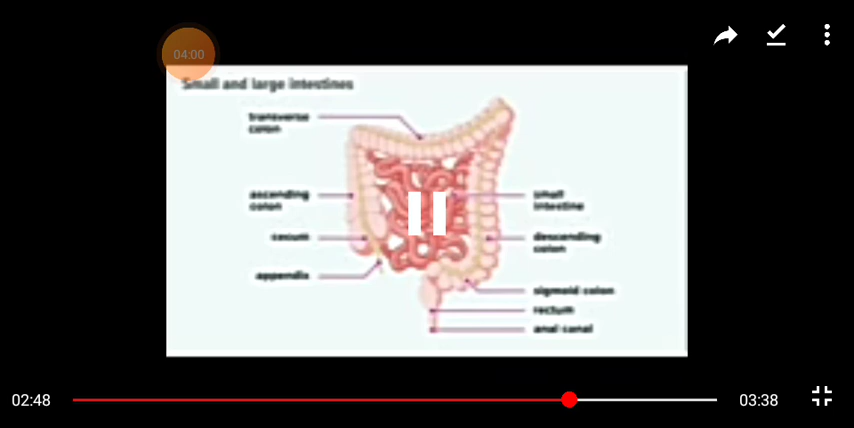 04:00
Small and large intestines
transverse
colon
ascending
colon
cecum
appendix
small
intestine
descending
colon
sigmoid colon
rectum
anal canal
02:48
03:38